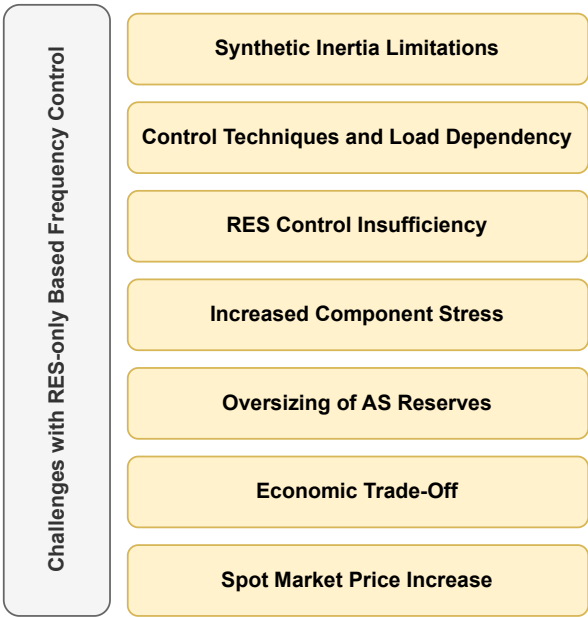 Challenges with RES-only Based Frequency Control
Synthetic Inertia Limitations
Control Techniques and Load Dependency
RES Control Insufficiency
Increased Component Stress
Oversizing of AS Reserves
Economic Trade-Off
Spot Market Price Increase